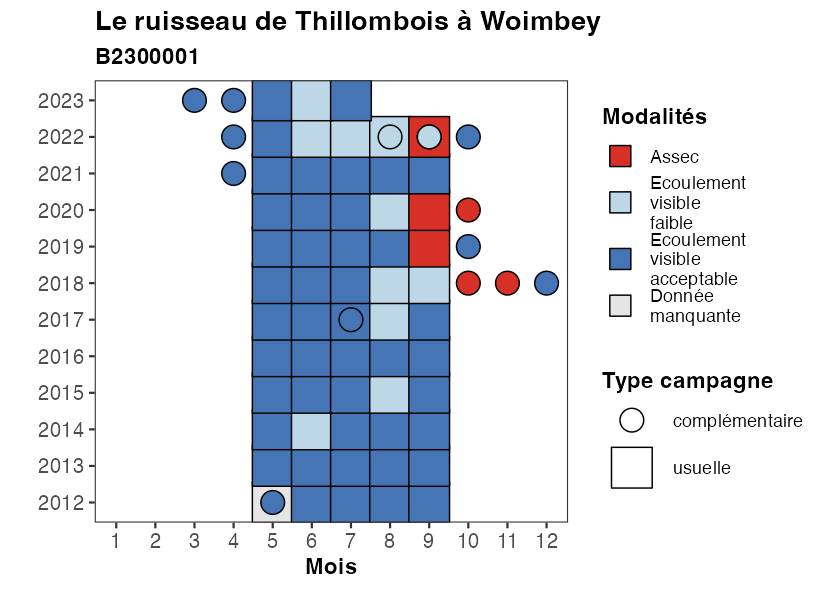 Le ruisseau de Thillombois à Woimbey
B2300001
2023
2022
2021
2020
2019
2018
2017
2016
2015
2014
2013
2012
1 2 3 4 5 6 7 8 9 10 11 12
Mois
Modalités
Assec
Ecoulement
visible
faible
Ecoulement
visible
acceptable
Donnée
manquante
Type campagne
complémentaire
usuelle